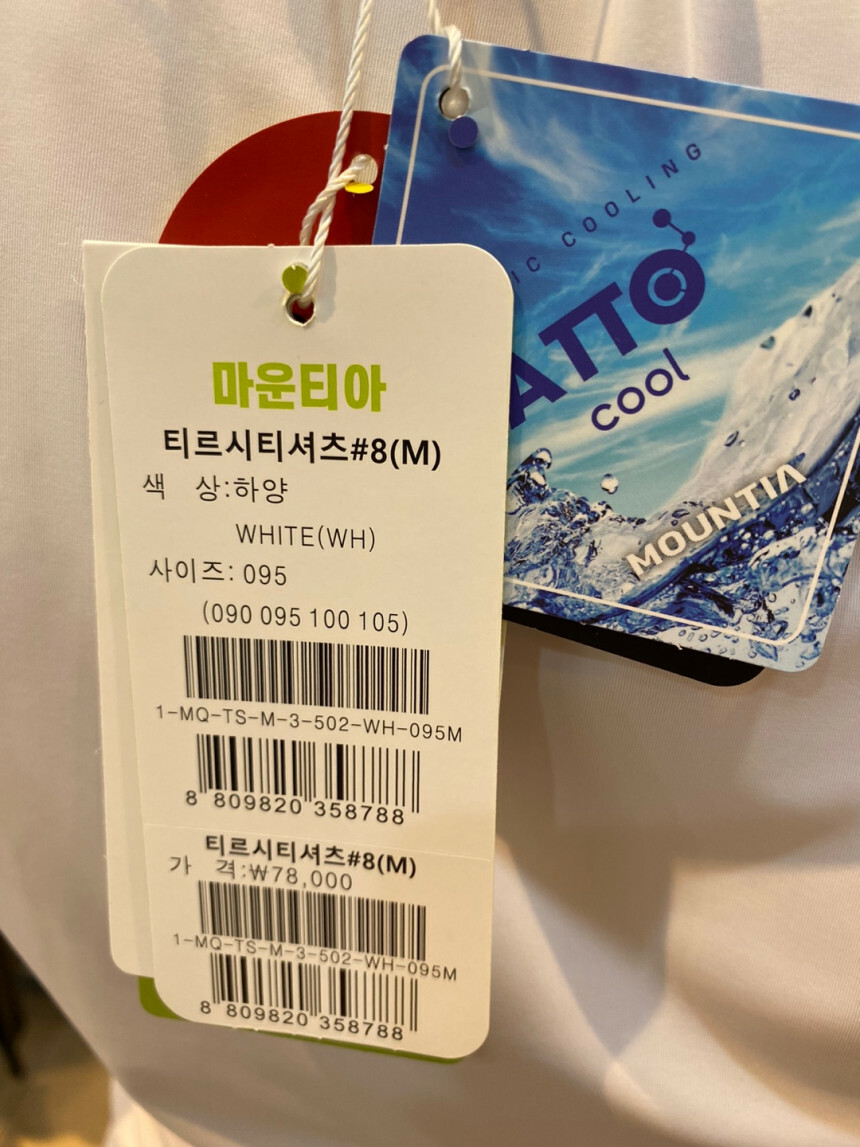 마운티아
티르시티셔츠#8(M)
색 상:하양
WHITE(WH)
사이즈: 095
(090 095 100 105)
1-MQ-TS-M-3-502-WH-095M
8 809820 358788
티르시티셔츠#8(M)
가 격:₩78,000
1-MQ-TS-M-3-502-WH-095M
8 809820 358788
COOLING
ATTO
cool
MOUNTIA